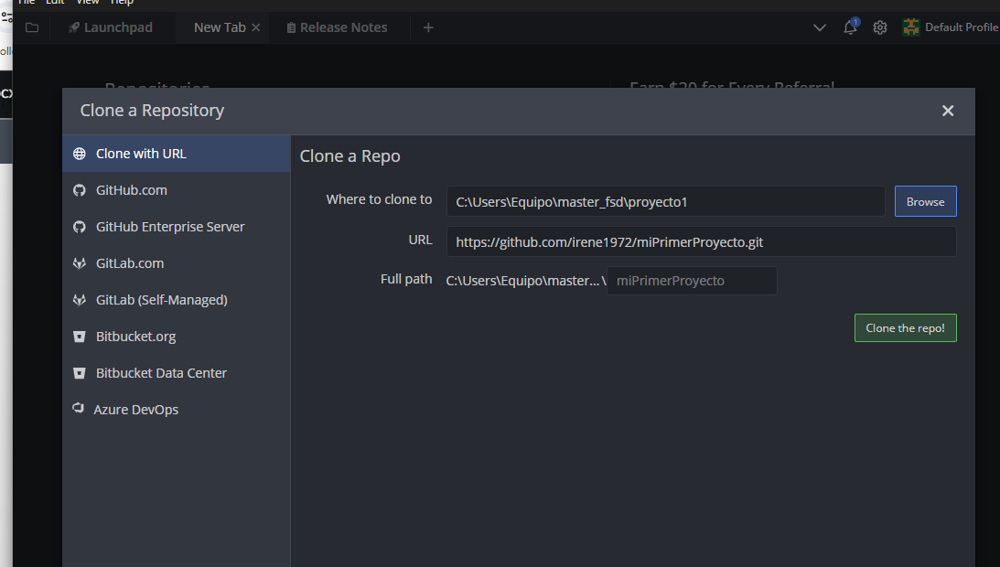 File Edit View Help
Launchpad New Tab Release Notes 1 Default Profile
Repositories Earn $20 for Every Referral
Clone a Repository
Clone with URL
GitHub.com
GitHub Enterprise Server
GitLab.com
GitLab (Self-Managed)
Bitbucket.org
Bitbucket Data Center
Azure DevOps
Clone a Repo
Where to clone to C:\Users\Equipo\master_fsd\proyecto1 Browse
URL https://github.com/irene1972/miPrimerProyecto.git
Full path C:\Users\Equipo\master... \ miPrimerProyecto
Clone the repo!